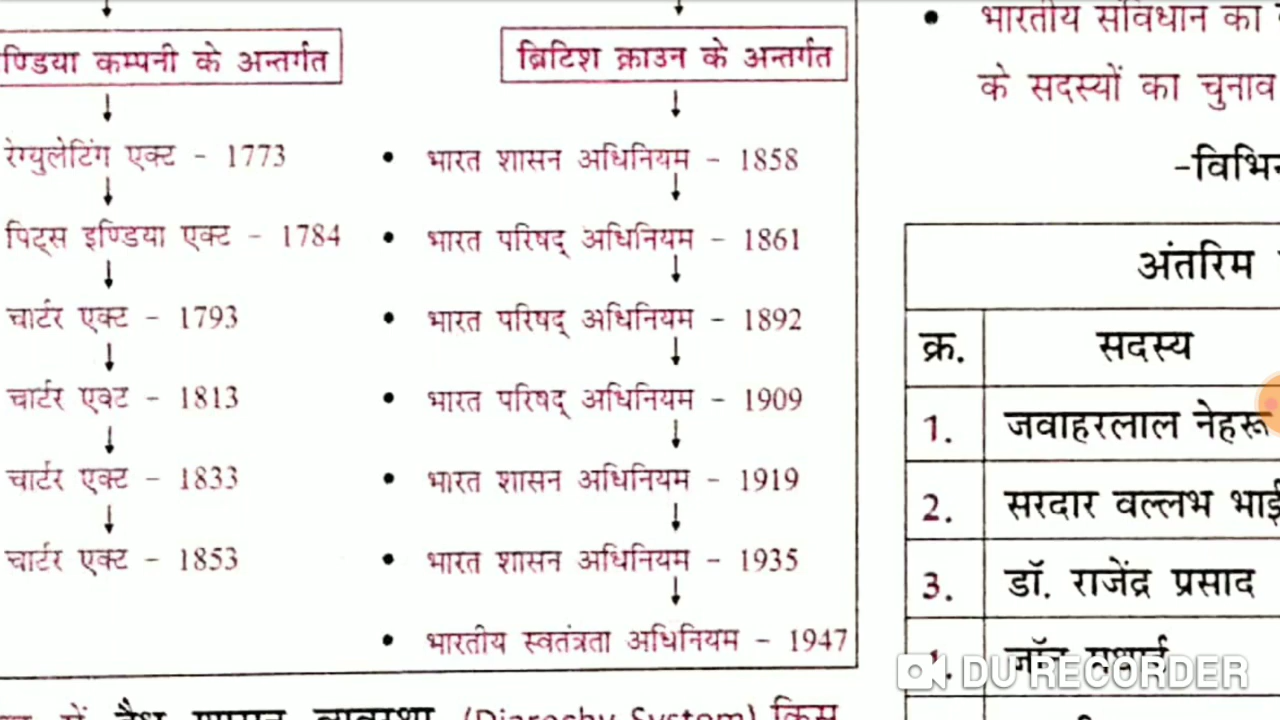 ण्डिया कम्पनी के अन्तर्गत
रेग्युलेटिंग एक्ट - 1773
पिट्स इण्डिया एक्ट - 1784
चार्टर एक्ट - 1793
चार्टर एक्ट - 1813
चार्टर एक्ट - 1833
चार्टर एक्ट - 1853
ब्रिटिश क्राउन के अन्तर्गत
• भारत शासन अधिनियम - 1858
• भारत परिषद् अधिनियम - 1861
• भारत परिषद् अधिनियम - 1892
• भारत परिषद् अधिनियम - 1909
• भारत शासन अधिनियम - 1919
• भारत शासन अधिनियम - 1935
• भारतीय स्वतंत्रता अधिनियम - 1947
में द्वैध शासन व्यवस्था (Diarachy System) किस
• भारतीय संविधान का
के सदस्यों का चुनाव
-विभिन
अंतरिम
क्र. सदस्य
1. जवाहरलाल नेहरू
2. सरदार वल्लभ भाई
3. डॉ. राजेंद्र प्रसाद
जॉन मथाई
DU RECORDER